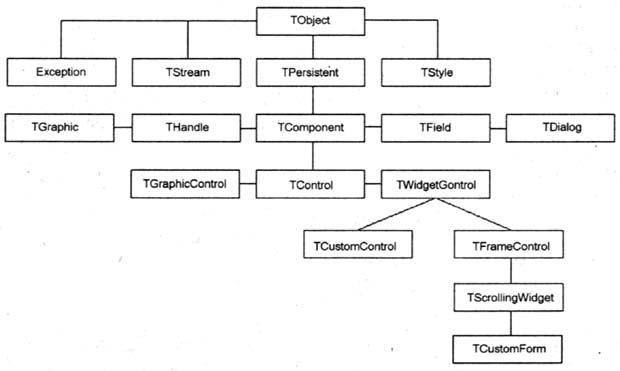 TObject
Exception TStream TPersistent TStyle
TGraphic THandle TComponent TField TDialog
TGraphicControl TControl TWidgetGontrol
TCustomControl TFrameControl
TScrollingWidget
TCustomForm